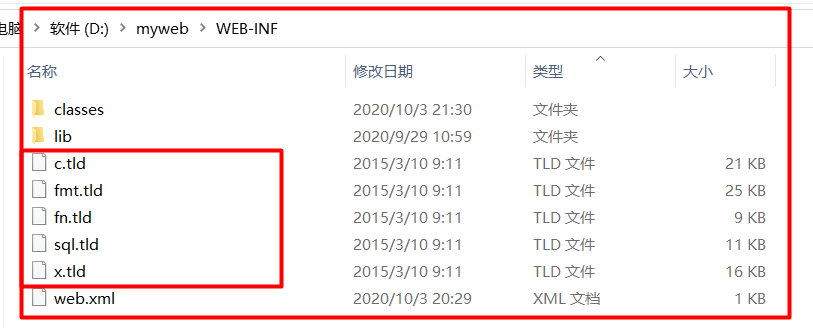 电脑 > 软件 (D:) > myweb > WEB-INF
名称 修改日期 类型 大小
classes 2020/10/3 21:30 文件夹
lib 2020/9/29 10:59 文件夹
c.tld 2015/3/10 9:11 TLD 文件 21 KB
fmt.tld 2015/3/10 9:11 TLD 文件 25 KB
fn.tld 2015/3/10 9:11 TLD 文件 9 KB
sql.tld 2015/3/10 9:11 TLD 文件 11 KB
x.tld 2015/3/10 9:11 TLD 文件 16 KB
web.xml 2020/10/3 20:29 XML 文档 1 KB